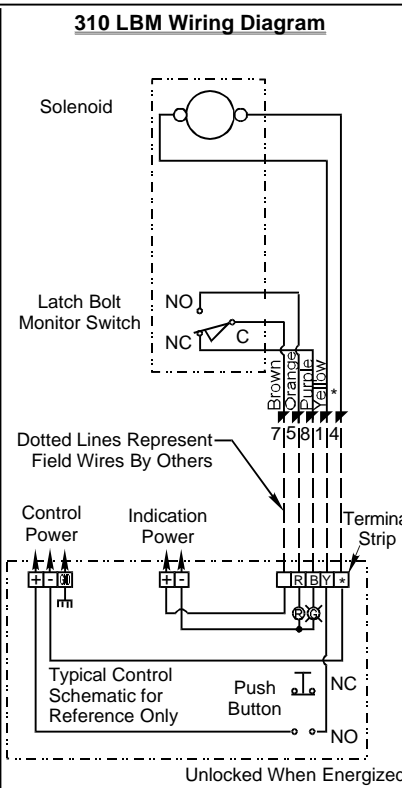 310 LBM Wiring Diagram
Solenoid
Latch Bolt
Monitor Switch
NO
NC
C
Brown
Orange
Purple
Yellow
*
7 5 8 1 4
Dotted Lines Represent
Field Wires By Others
Control
Power
Indication
Power
Termina
Strip
+ - GND
+ -
R B Y *
R G
Typical Control
Schematic for
Reference Only
Push
Button
NC
NO
Unlocked When Energized